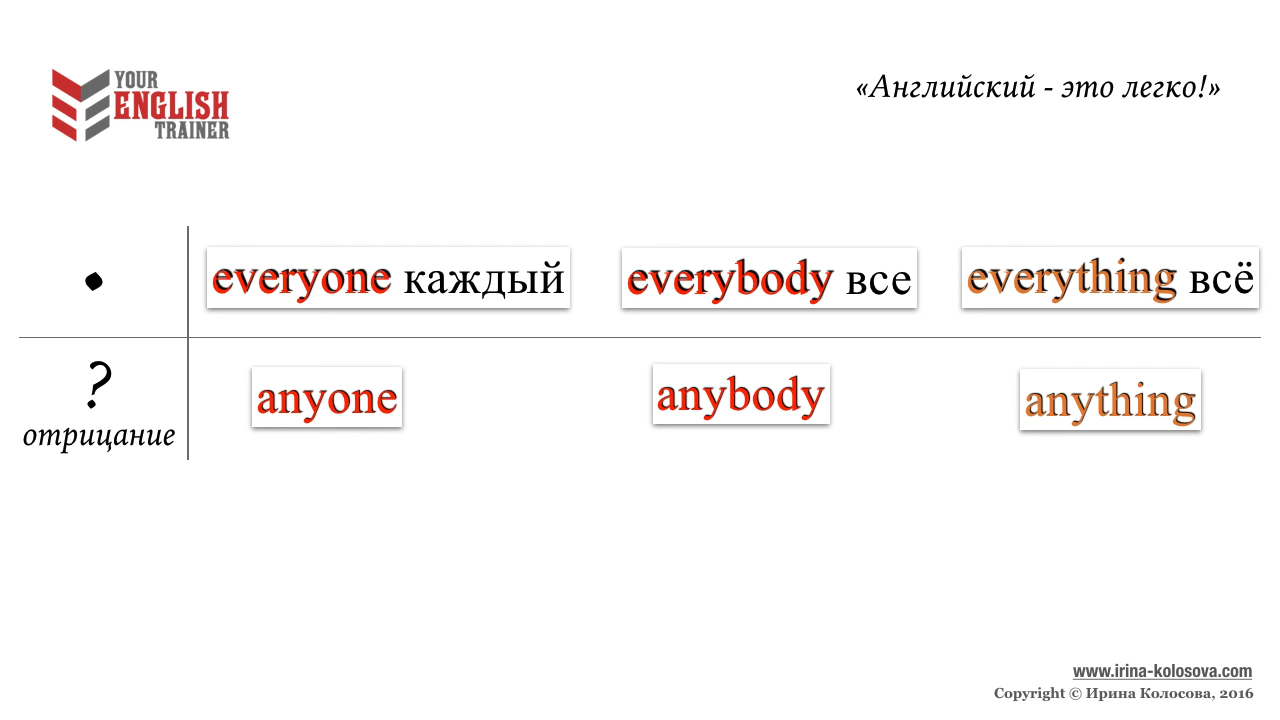 YOUR
ENGLISH
TRAINER
«Английский - это легко!»
everyone каждый everybody все everything всё
?
отрицание
anyone anybody anything
www.irina-kolosova.com
Copyright © Ирина Колосова, 2016